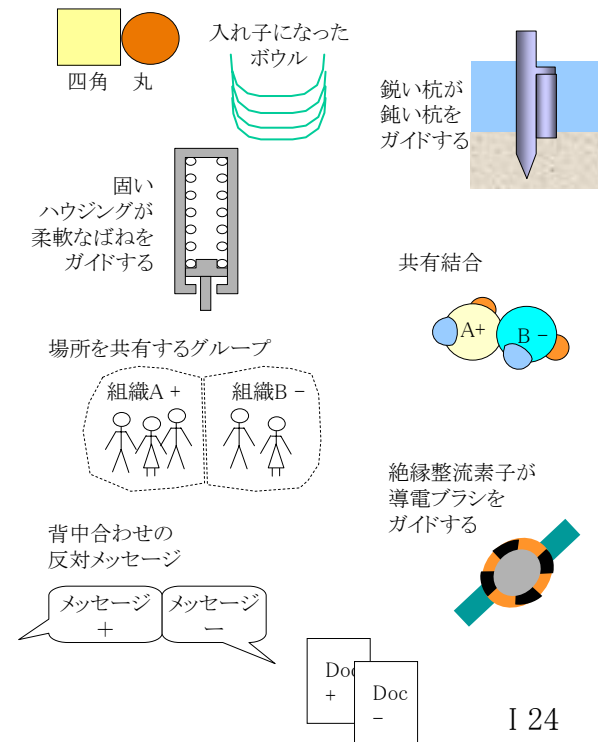 四角
丸
入れ子になった
ボウル
鋭い杭が
鈍い杭を
ガイドする
固い
ハウジングが
柔軟なばねを
ガイドする
共有結合
A+
B −
場所を共有するグループ
組織A +
組織B −
絶縁整流素子が
導電ブラシを
ガイドする
背中合わせの
反対メッセージ
メッセージ
+
メッセージ
−
Doc
+
Doc
−
I 24